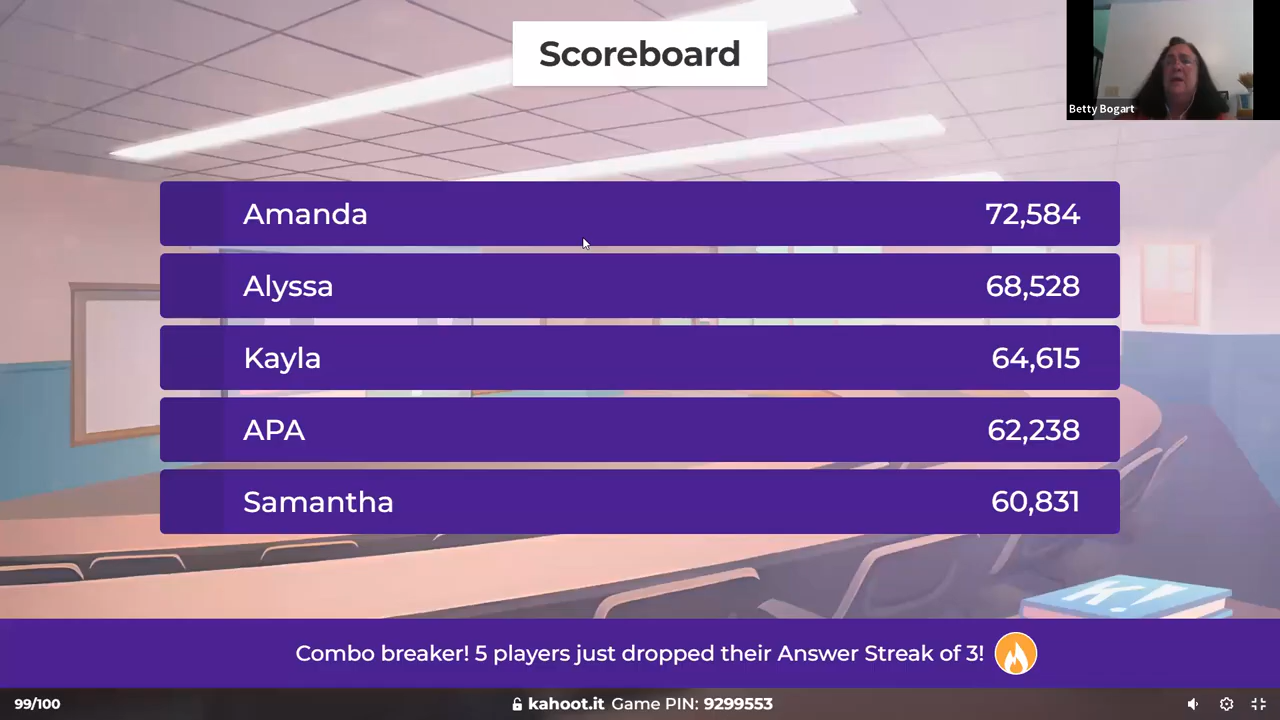 Scoreboard
Betty Bogart
Amanda 72,584
Alyssa 68,528
Kayla 64,615
APA 62,238
Samantha 60,831
K!
Combo breaker! 5 players just dropped their Answer Streak of 3!
99/100 kahoot.it Game PIN: 9299553